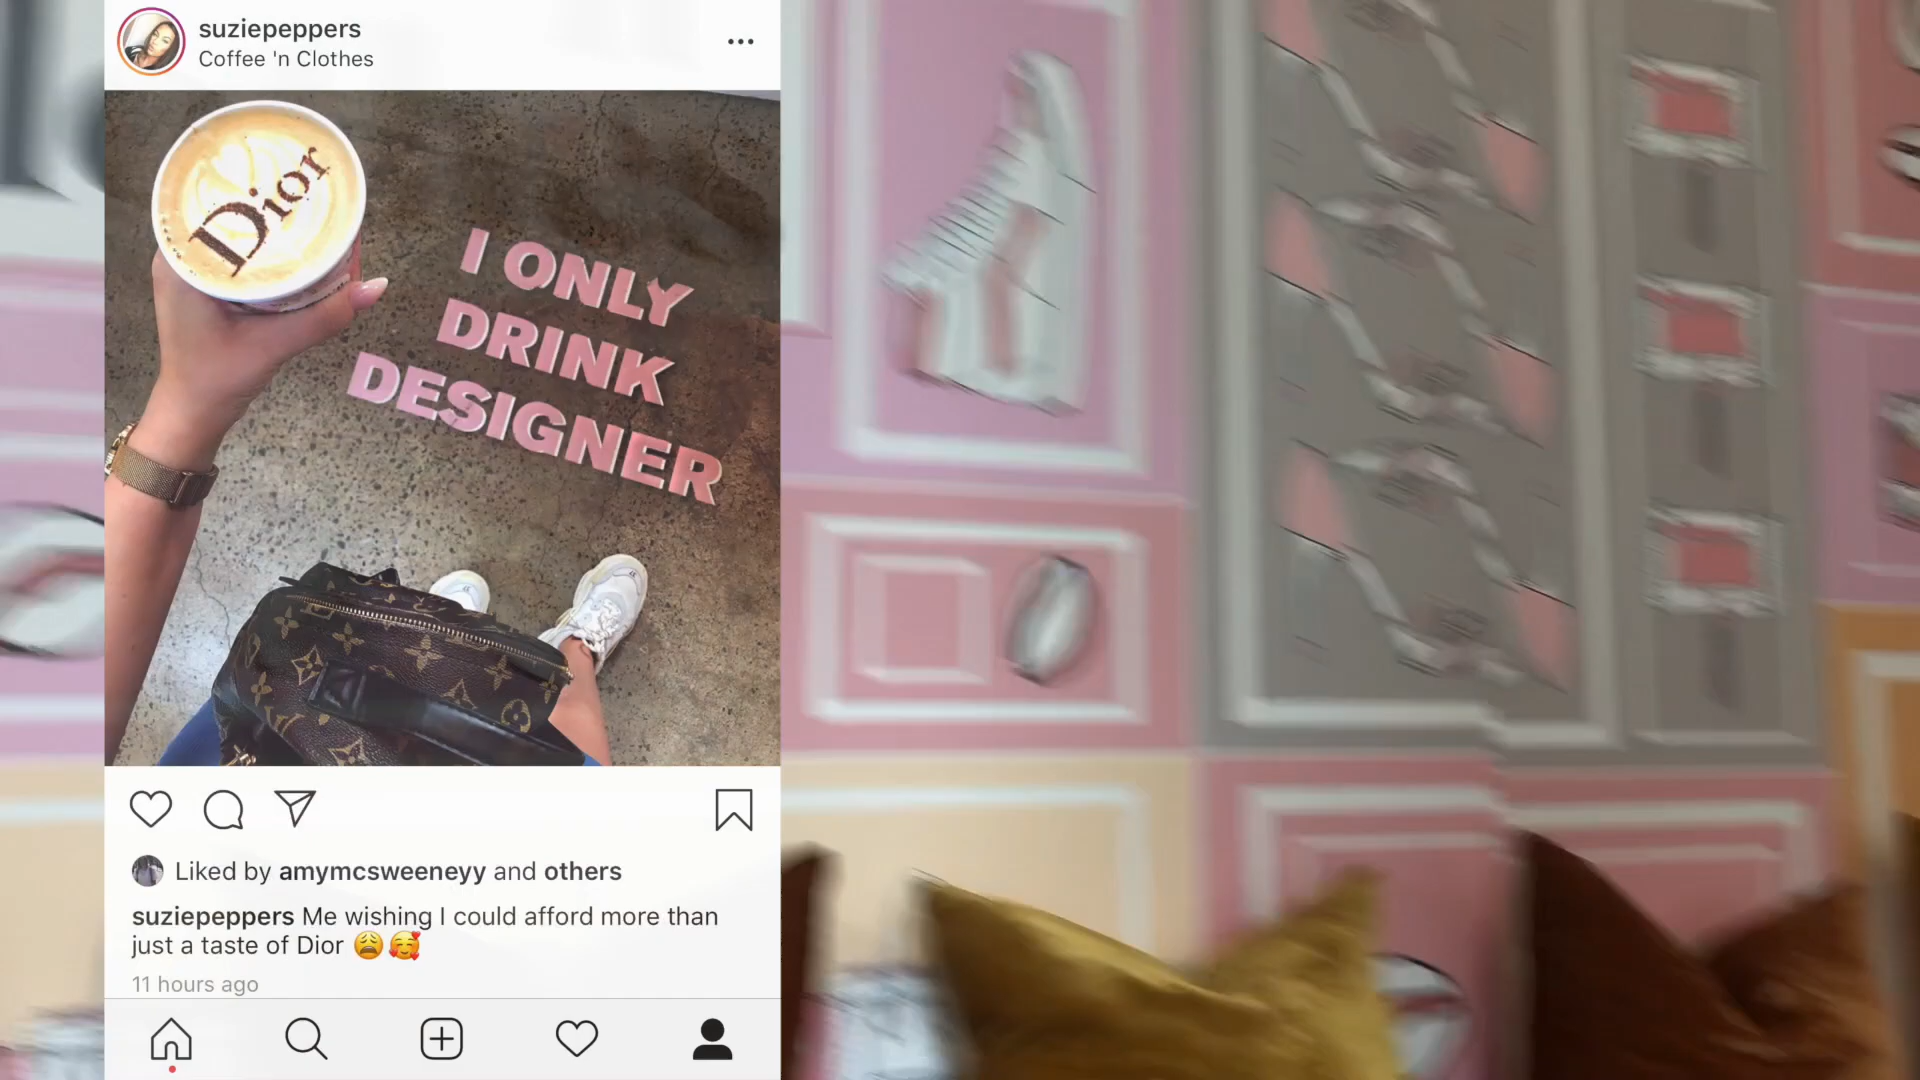 suziepeppers
Coffee 'n Clothes
Dior
I ONLY
DRINK
DESIGNER
Liked by amymcsweeneyy and others
suziepeppers Me wishing I could afford more than
just a taste of Dior 😩🥰
11 hours ago